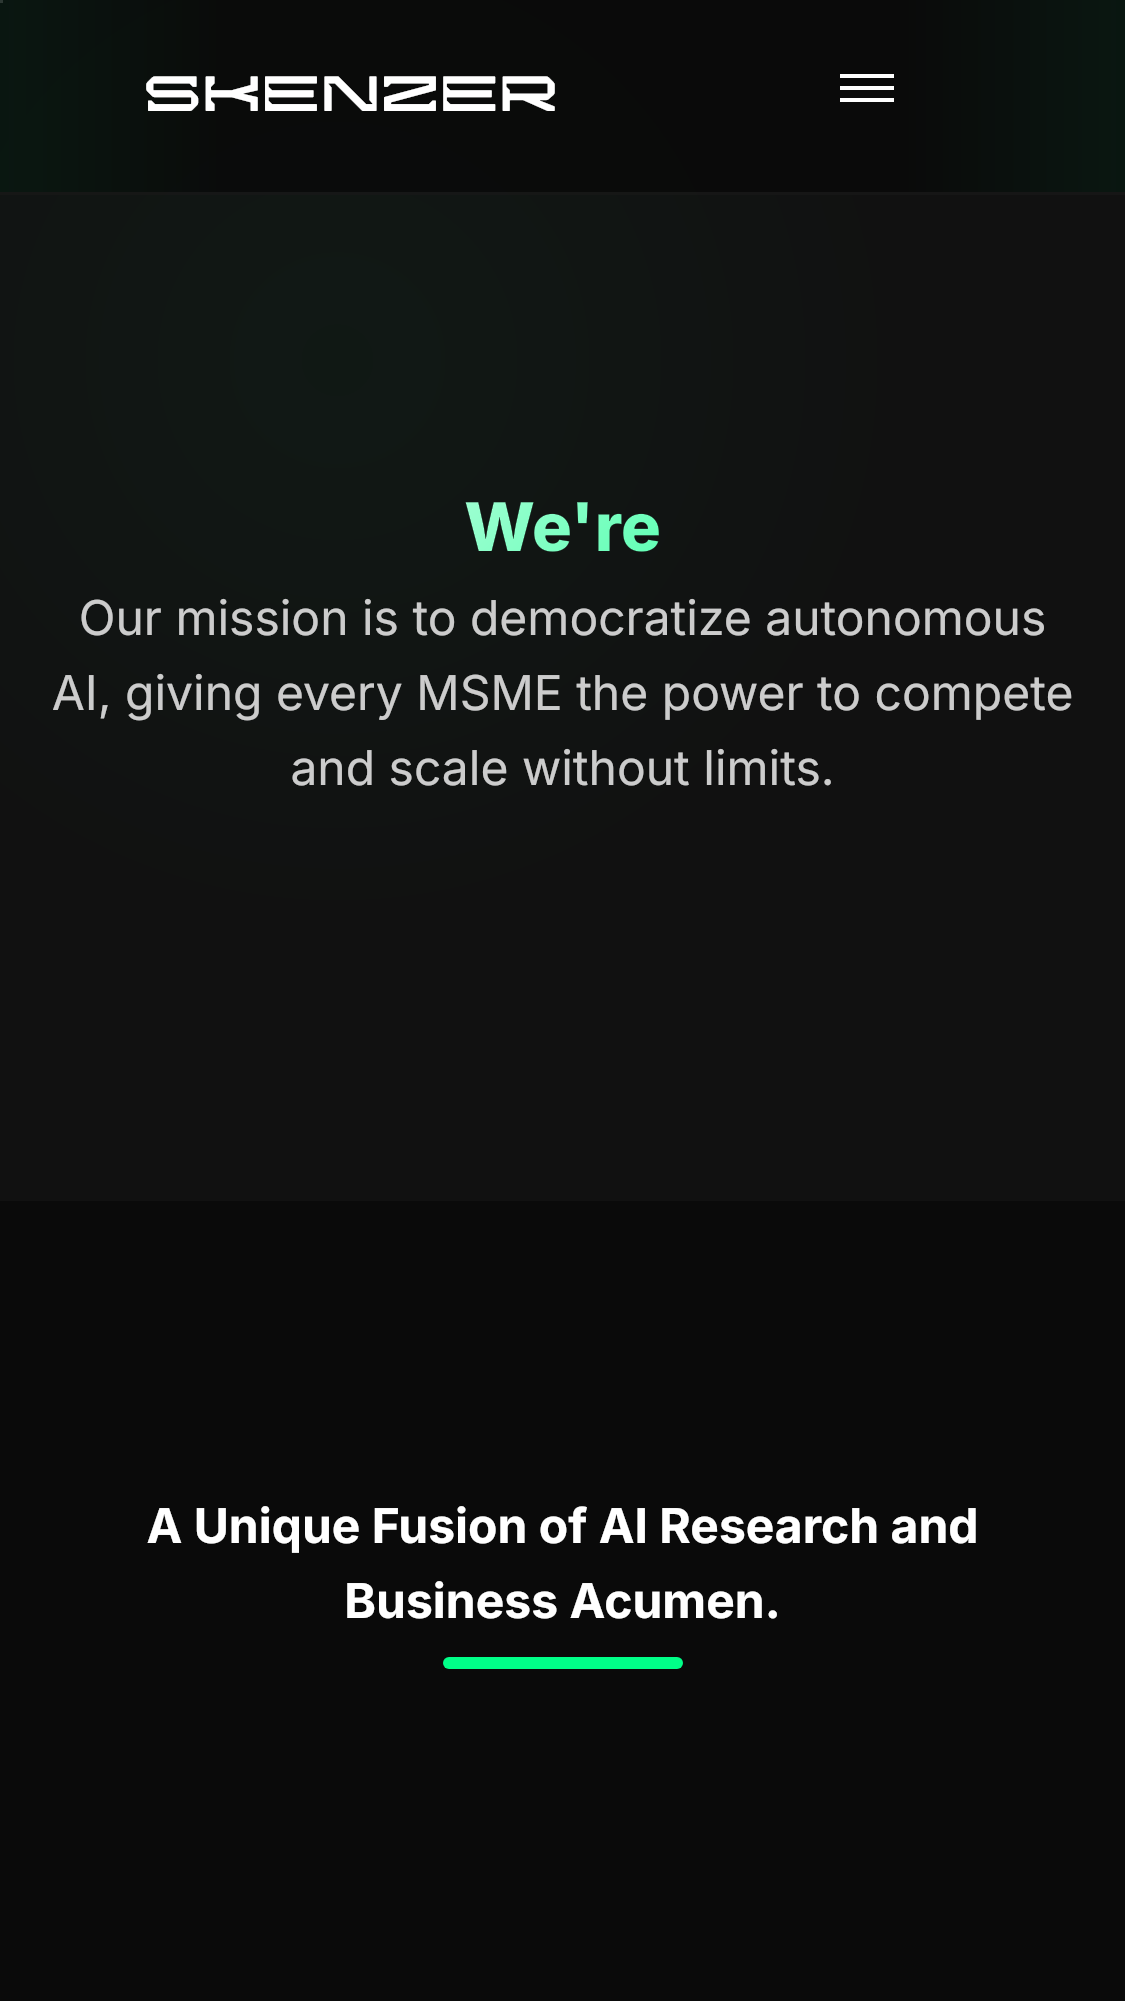 SKENZER
We're
Our mission is to democratize autonomous
AI, giving every MSME the power to compete
and scale without limits.
A Unique Fusion of AI Research and
Business Acumen.